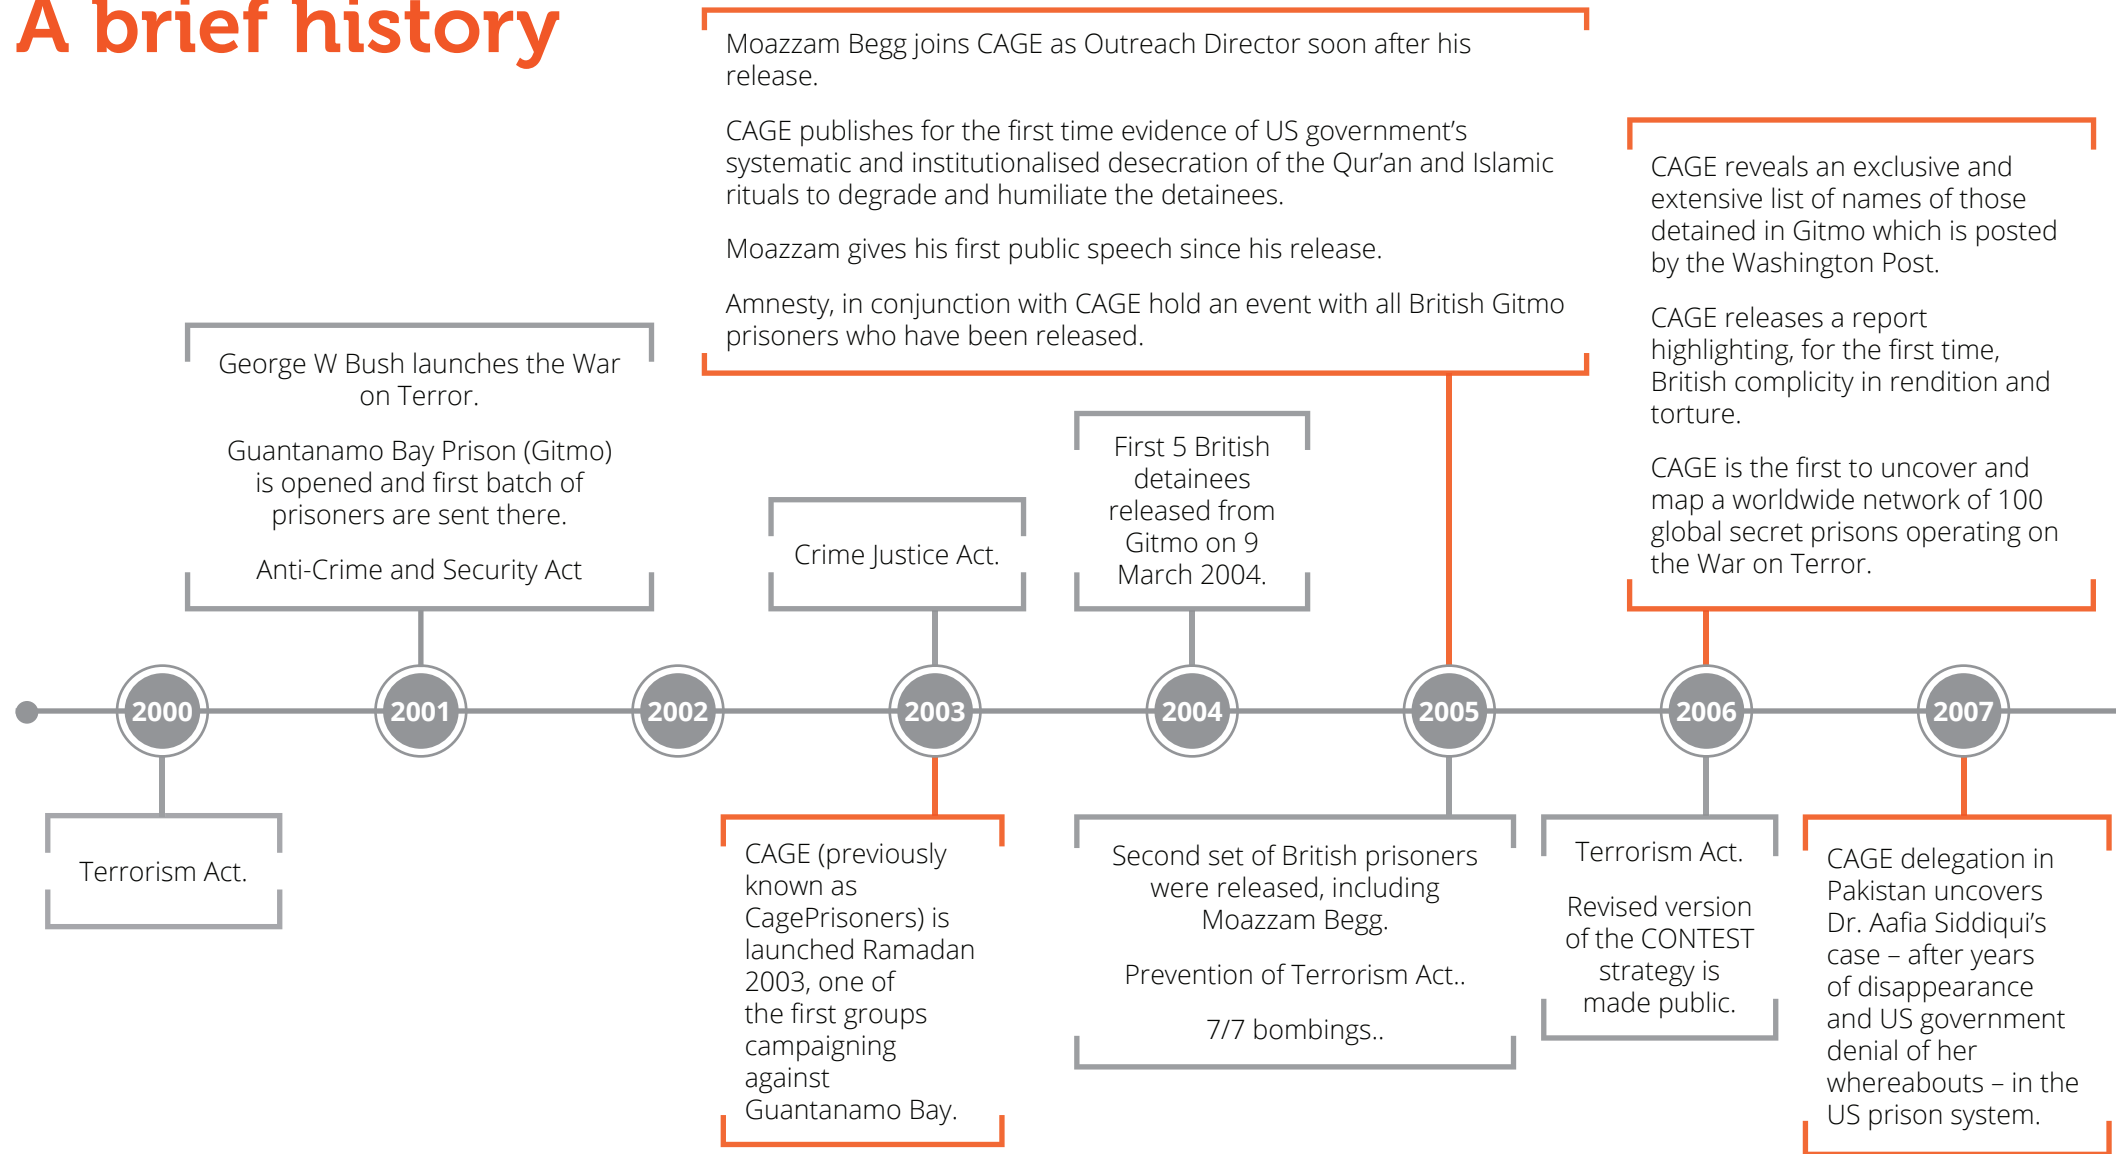 A brief history
Moazzam Begg joins CAGE as Outreach Director soon after his
release.
CAGE publishes for the first time evidence of US government’s
systematic and institutionalised desecration of the Qur’an and Islamic
rituals to degrade and humiliate the detainees.
Moazzam gives his first public speech since his release.
Amnesty, in conjunction with CAGE hold an event with all British Gitmo
prisoners who have been released.
CAGE reveals an exclusive and
extensive list of names of those
detained in Gitmo which is posted
by the Washington Post.
CAGE releases a report
highlighting, for the first time,
British complicity in rendition and
torture.
CAGE is the first to uncover and
map a worldwide network of 100
global secret prisons operating on
the War on Terror.
George W Bush launches the War
on Terror.
Guantanamo Bay Prison (Gitmo)
is opened and first batch of
prisoners are sent there.
Anti-Crime and Security Act
Crime Justice Act.
First 5 British
detainees
released from
Gitmo on 9
March 2004.
2000
2001
2002
2003
2004
2005
2006
2007
Terrorism Act.
CAGE (previously
known as
CagePrisoners) is
launched Ramadan
2003, one of
the first groups
campaigning
against
Guantanamo Bay.
Second set of British prisoners
were released, including
Moazzam Begg.
Prevention of Terrorism Act..
7/7 bombings..
Terrorism Act.
Revised version
of the CONTEST
strategy is
made public.
CAGE delegation in
Pakistan uncovers
Dr. Aafia Siddiqui’s
case – after years
of disappearance
and US government
denial of her
whereabouts – in the
US prison system.